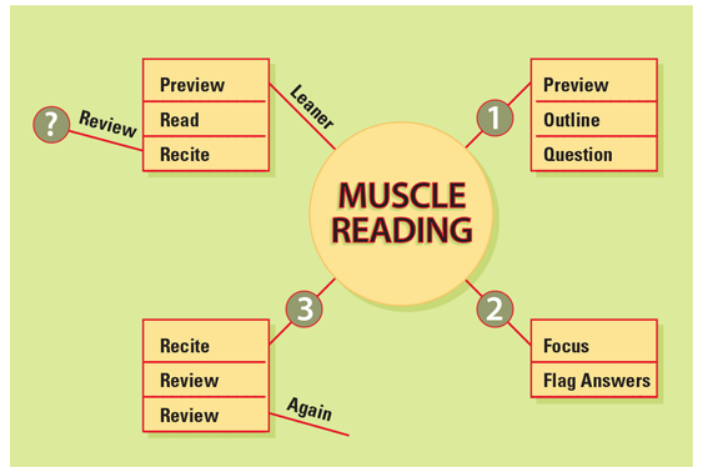 MUSCLE
READING
1
Preview
Outline
Question
2
Focus
Flag Answers
3
Recite
Review
Review
Again
Leaner
Preview
Read
Recite
Review
?